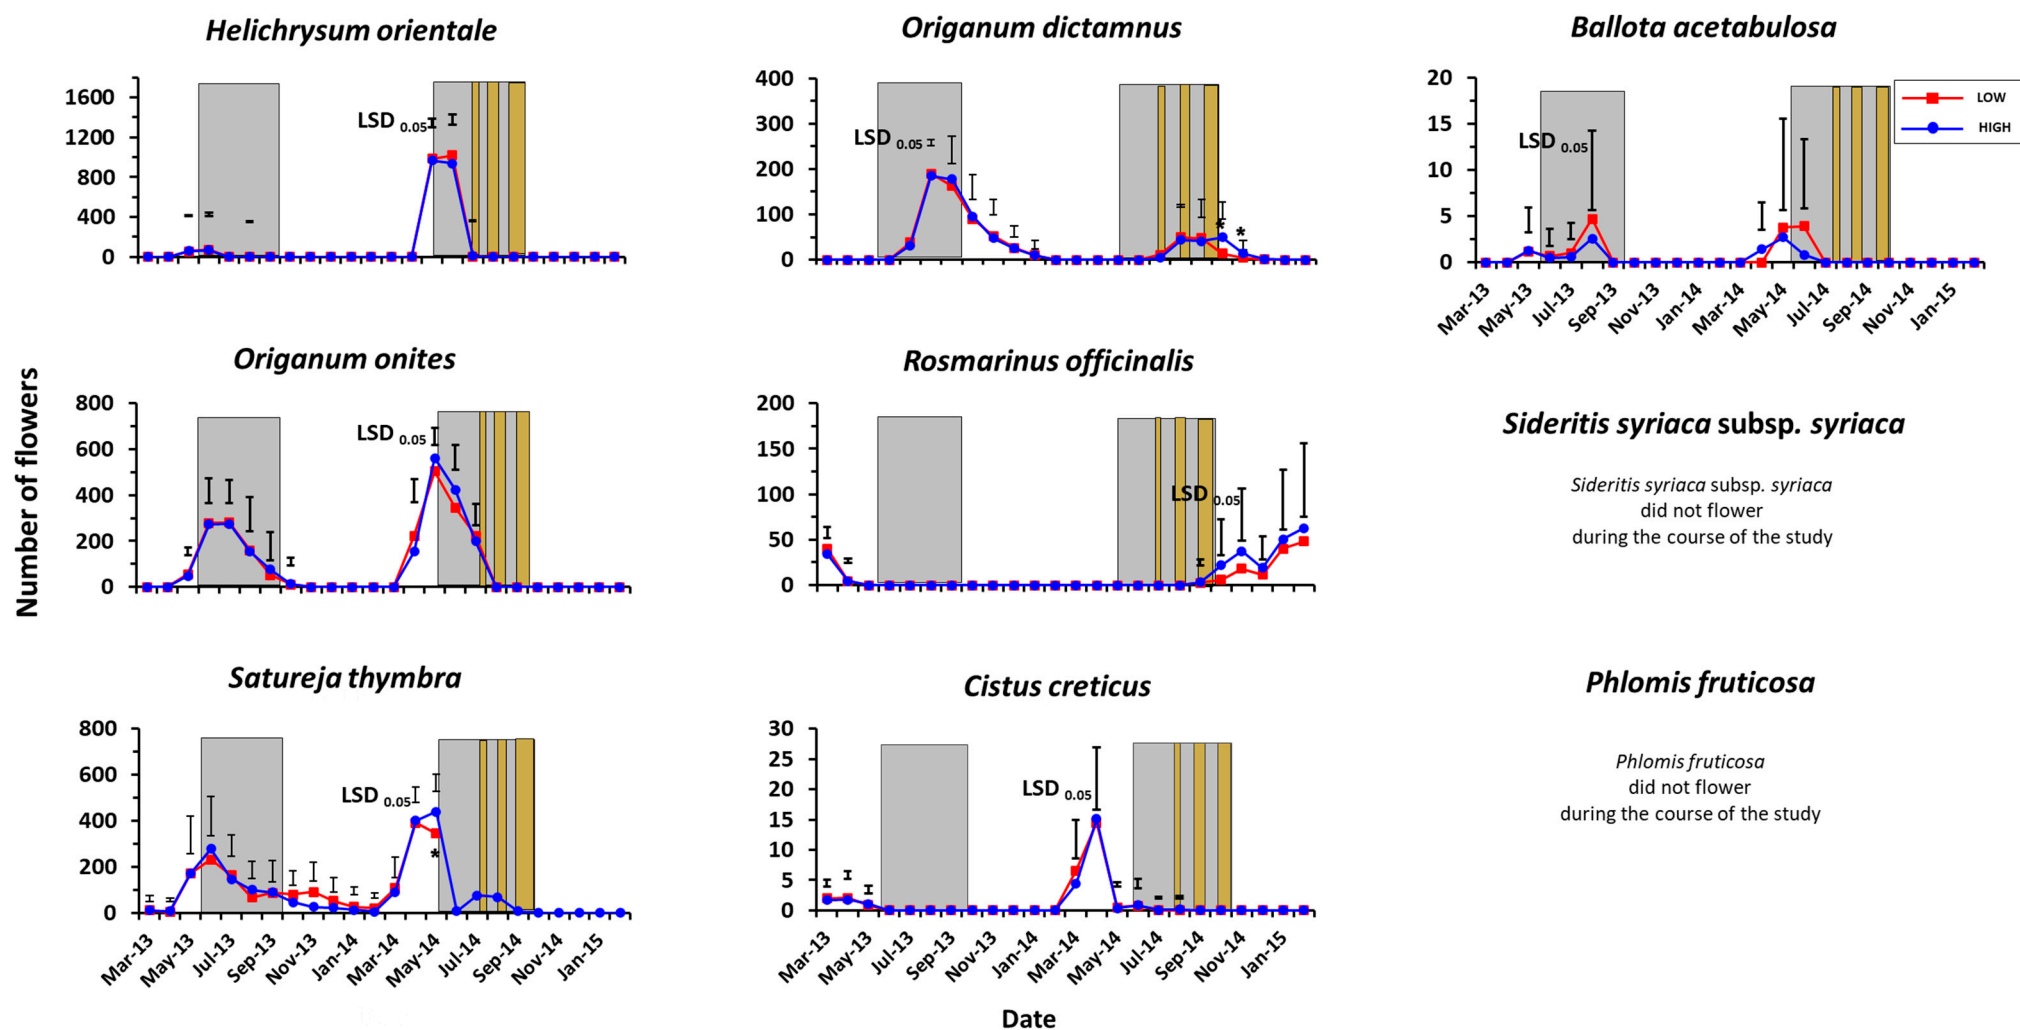 Helichrysum orientale
1600
1200
800
400
0
LSD 0.05
Origanum dictamnus
400
300
200
100
0
LSD 0.05
*
*
Ballota acetabulosa
20
15
10
5
0
LSD 0.05
LOW
HIGH
Mar-13
May-13
Jul-13
Sep-13
Nov-13
Jan-14
Mar-14
May-14
Jul-14
Sep-14
Nov-14
Jan-15
Number of flowers
Origanum onites
800
600
400
200
0
LSD 0.05
Rosmarinus officinalis
200
150
100
50
0
LSD 0.05
Sideritis syriaca subsp. syriaca
Sideritis syriaca subsp. syriaca
did not flower
during the course of the study
Satureja thymbra
800
600
400
200
0
LSD 0.05
*
Mar-13
May-13
Jul-13
Sep-13
Nov-13
Jan-14
Mar-14
May-14
Jul-14
Sep-14
Nov-14
Jan-15
Cistus creticus
30
25
20
15
10
5
0
LSD 0.05
Mar-13
May-13
Jul-13
Sep-13
Nov-13
Jan-14
Mar-14
May-14
Jul-14
Sep-14
Nov-14
Jan-15
Phlomis fruticosa
Phlomis fruticosa
did not flower
during the course of the study
Date